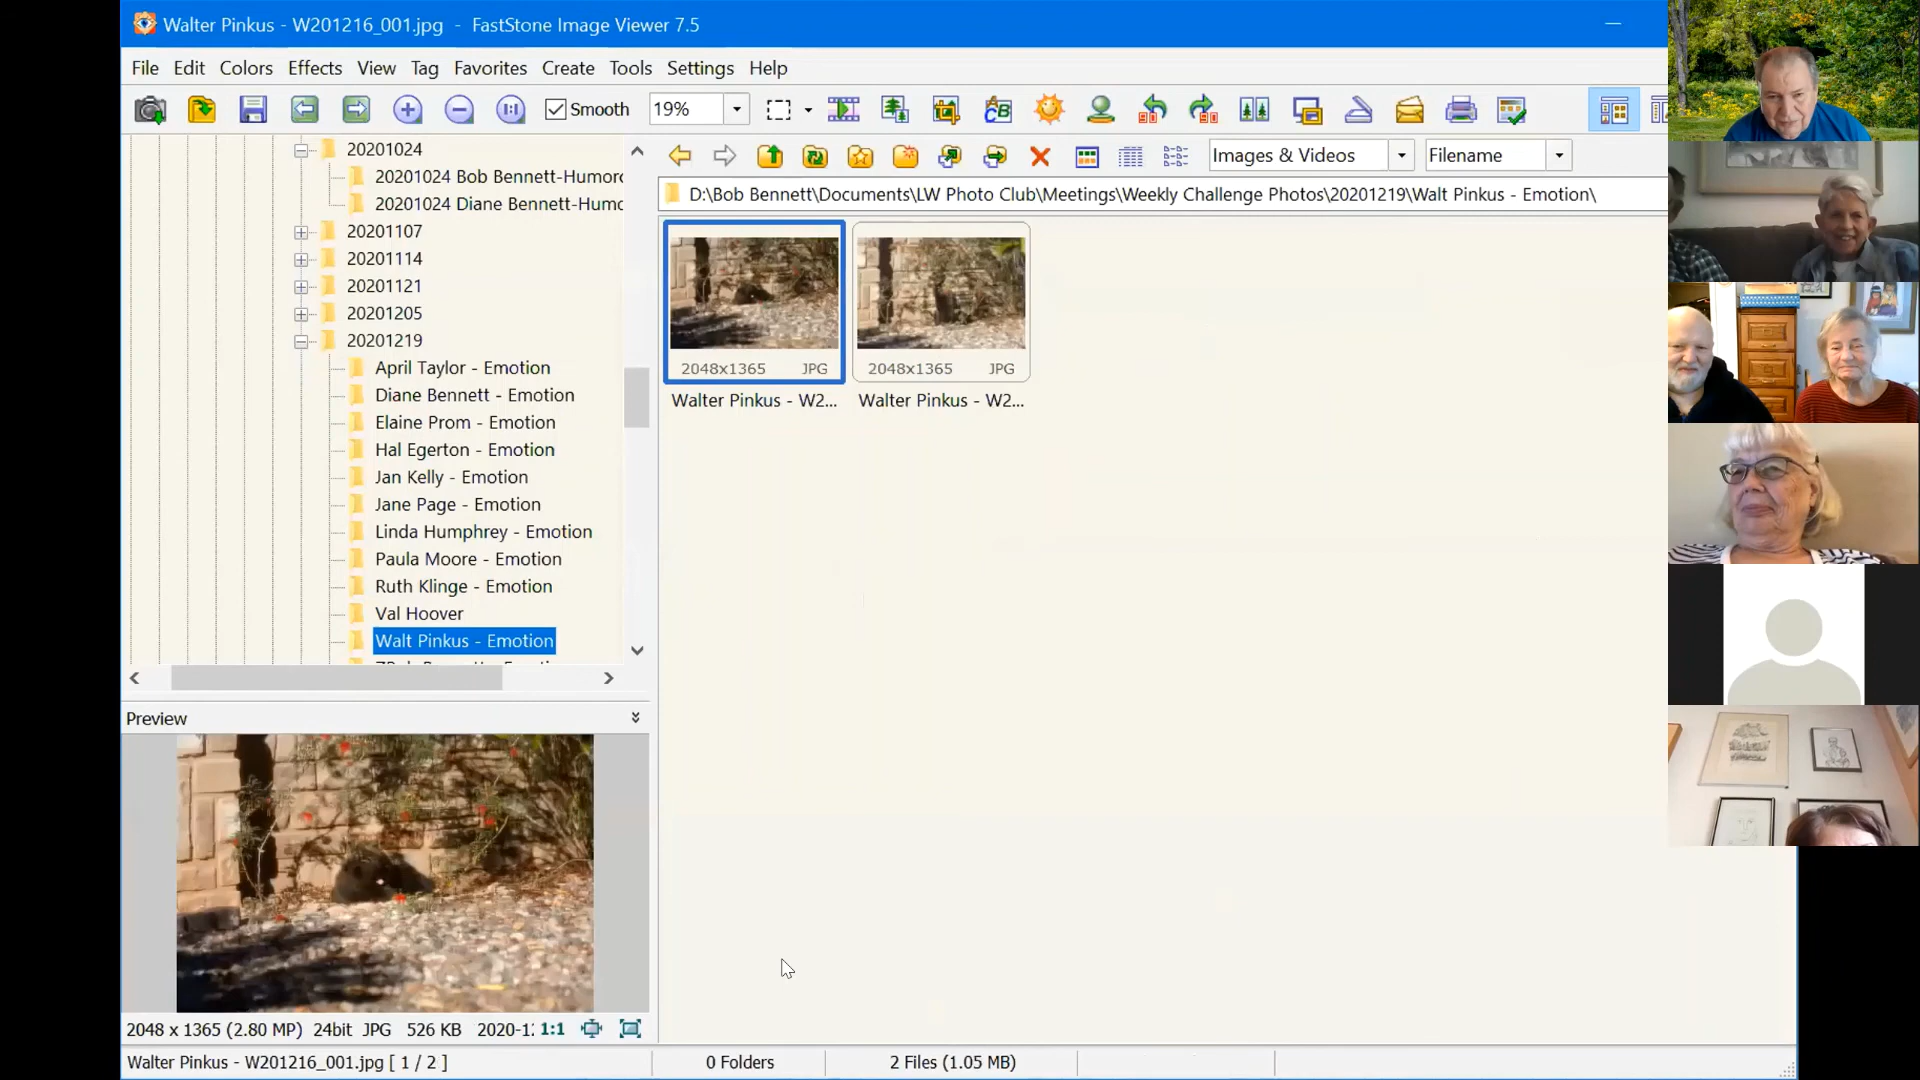 Walter Pinkus - W201216_001.jpg - FastStone Image Viewer 7.5
File Edit Colors Effects View Tag Favorites Create Tools Settings Help
Smooth 19%
Images & Videos Filename
D:\Bob Bennett\Documents\LW Photo Club\Meetings\Weekly Challenge Photos\20201219\Walt Pinkus - Emotion\
20201024
20201024 Bob Bennett-Humor
20201024 Diane Bennett-Humo
20201107
20201114
20201121
20201205
20201219
April Taylor - Emotion
Diane Bennett - Emotion
Elaine Prom - Emotion
Hal Egerton - Emotion
Jan Kelly - Emotion
Jane Page - Emotion
Linda Humphrey - Emotion
Paula Moore - Emotion
Ruth Klinge - Emotion
Val Hoover
Walt Pinkus - Emotion
2048x1365 JPG
2048x1365 JPG
Walter Pinkus - W2...
Walter Pinkus - W2...
Preview
2048 x 1365 (2.80 MP) 24bit JPG 526 KB 2020-12 1:1
Walter Pinkus - W201216_001.jpg [ 1 / 2 ]
0 Folders
2 Files (1.05 MB)